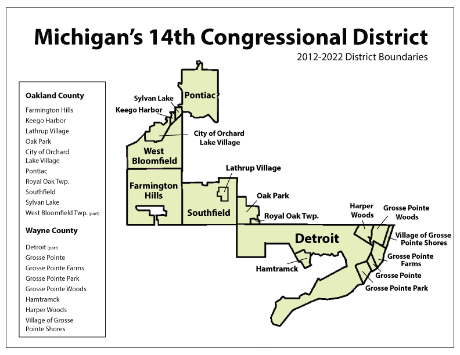 Michigan's 14th Congressional District
2012-2022 District Boundaries
Oakland County
Farmington Hills
Keego Harbor
Lathrup Village
Oak Park
City of Orchard
Lake Village
Pontiac
Royal Oak Twp.
Southfield
Sylvan Lake
West Bloomfield Twp. (part)
Wayne County
Detroit (part)
Grosse Pointe
Grosse Pointe Farms
Grosse Pointe Park
Grosse Pointe Woods
Hamtramck
Harper Woods
Village of Grosse
Pointe Shores
Pontiac
Sylvan Lake
Keego Harbor
City of Orchard
Lake Village
West
Bloomfield
Lathrup Village
Farmington
Hills
Oak Park
Southfield
Royal Oak Twp.
Harper
Woods
Grosse Pointe
Woods
Village of Grosse
Pointe Shores
Detroit
Grosse Pointe
Farms
Hamtramck
Grosse Pointe
Grosse Pointe Park